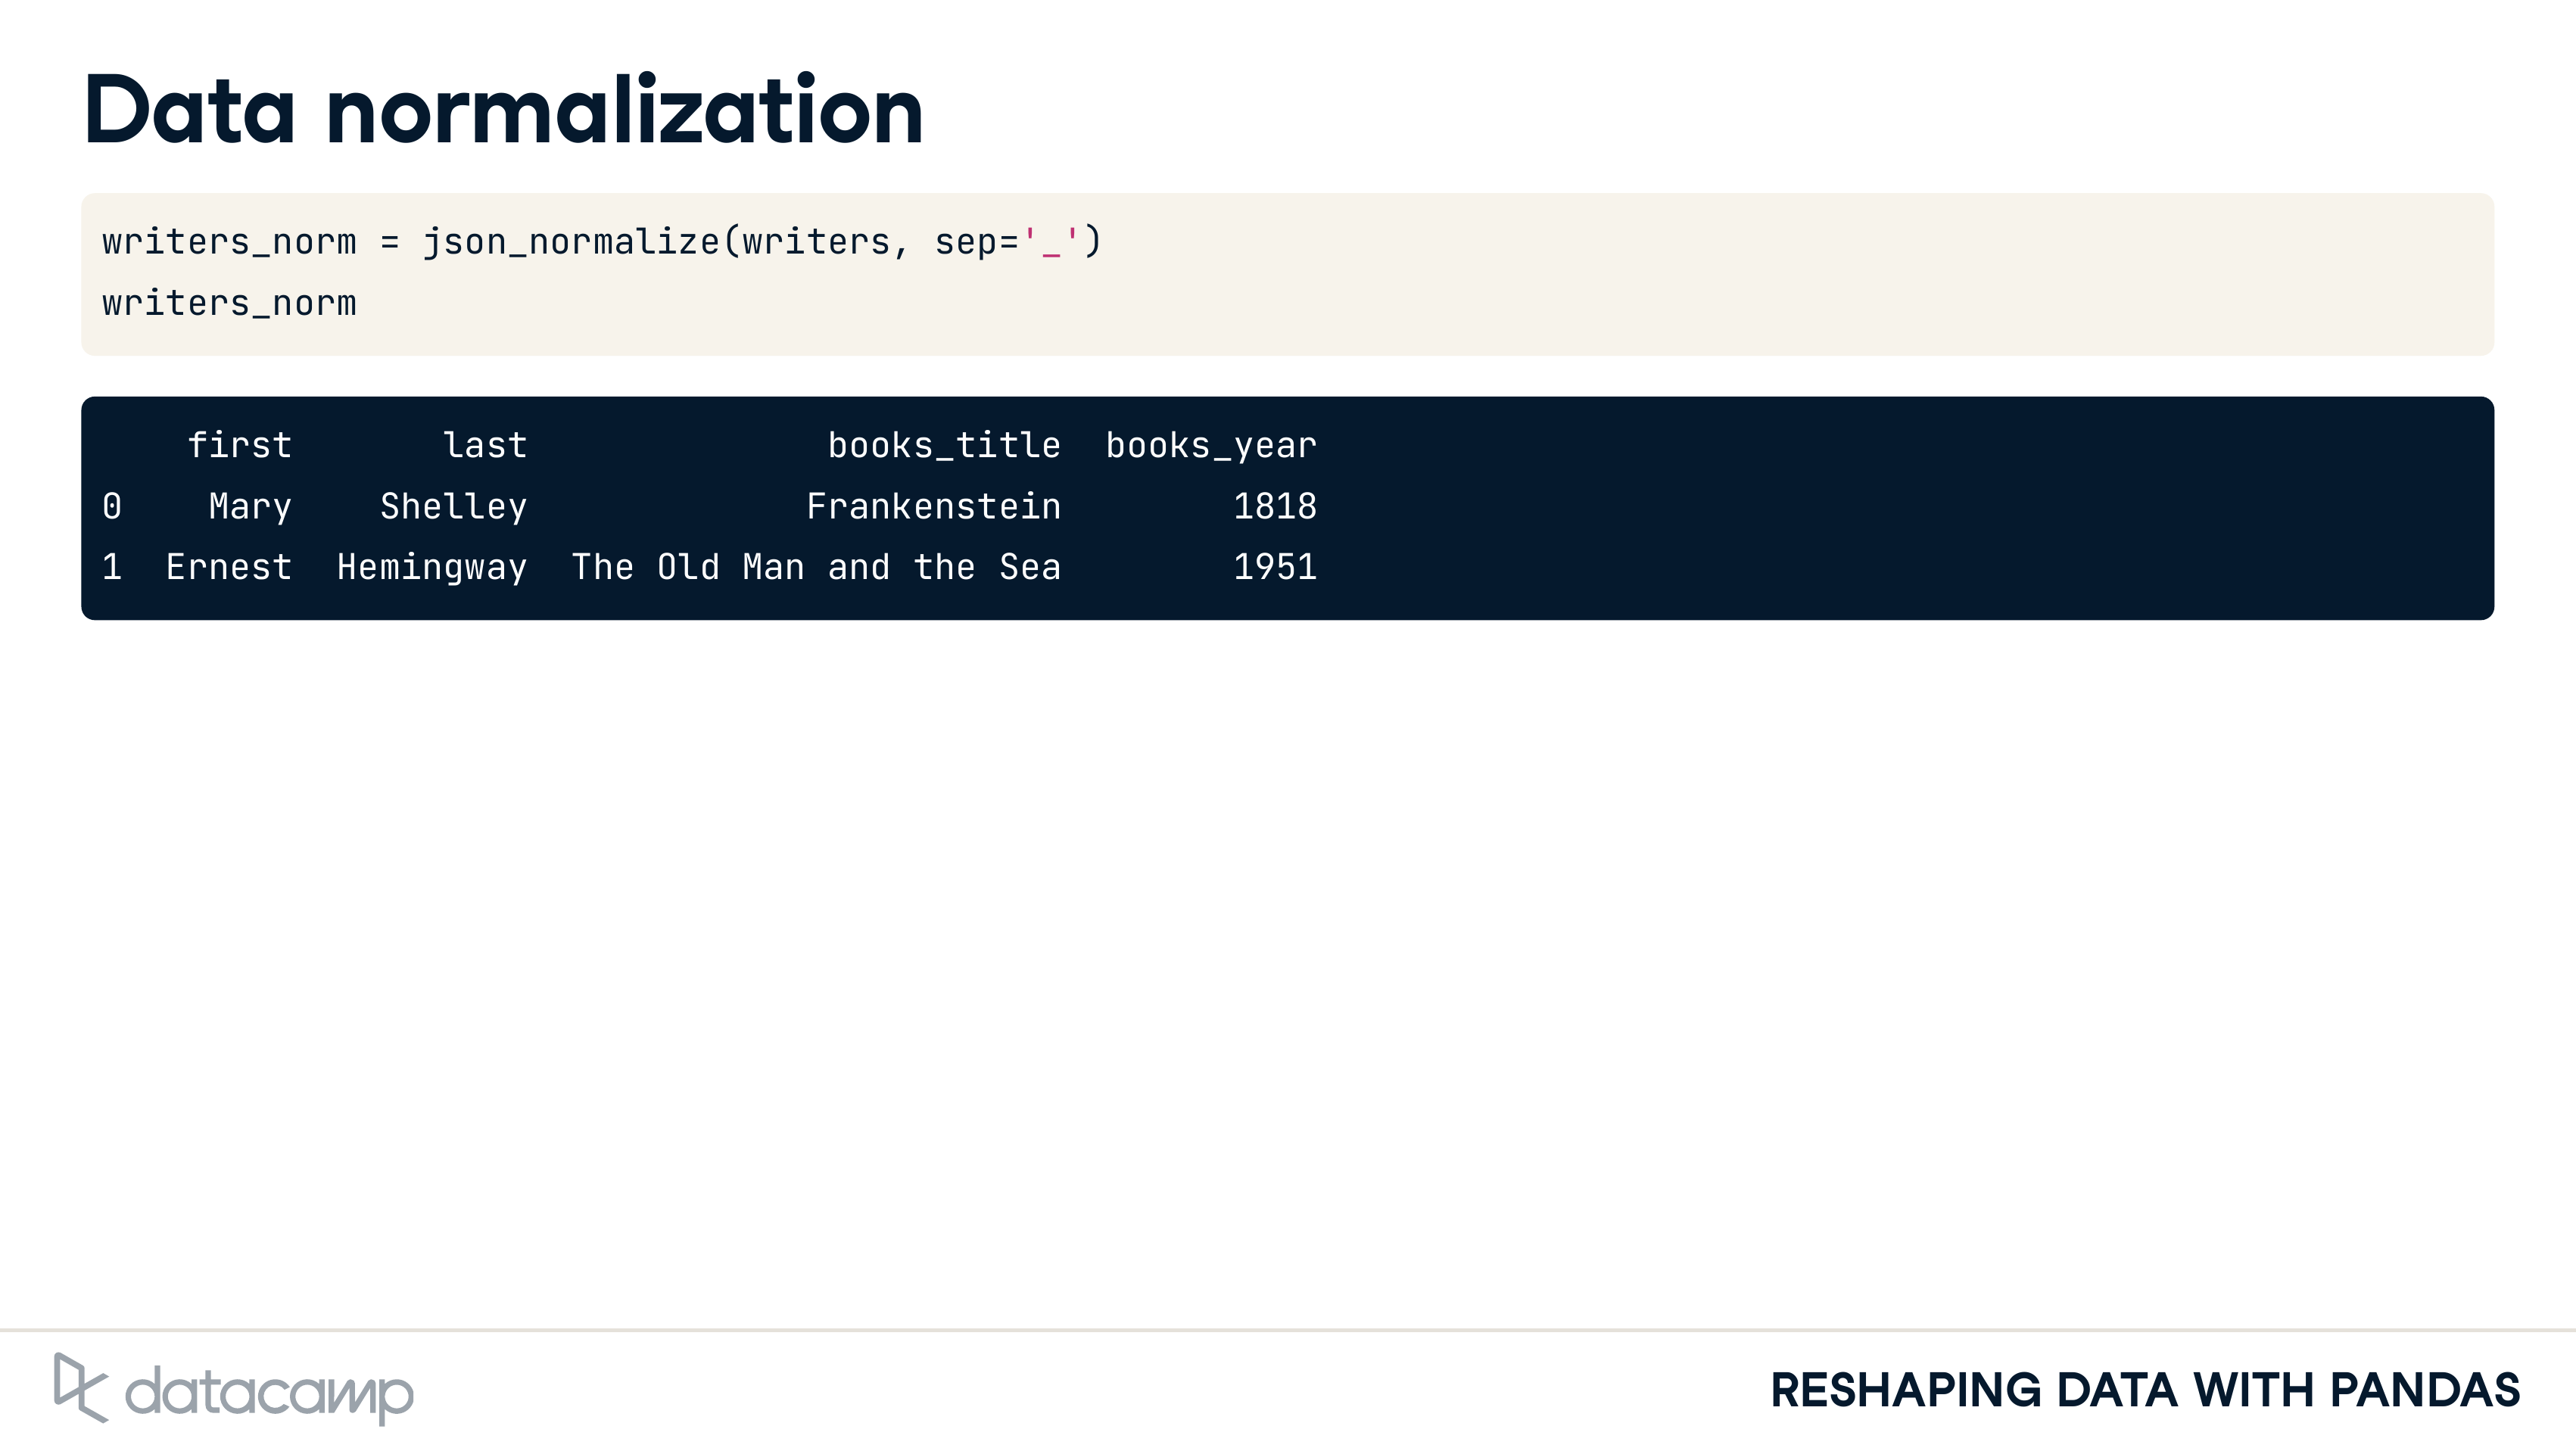 Data normalization
writers_norm = json_normalize(writers, sep='_')
writers_norm
first last books_title books_year
0 Mary Shelley Frankenstein 1818
1 Ernest Hemingway The Old Man and the Sea 1951
datacamp
RESHAPING DATA WITH PANDAS